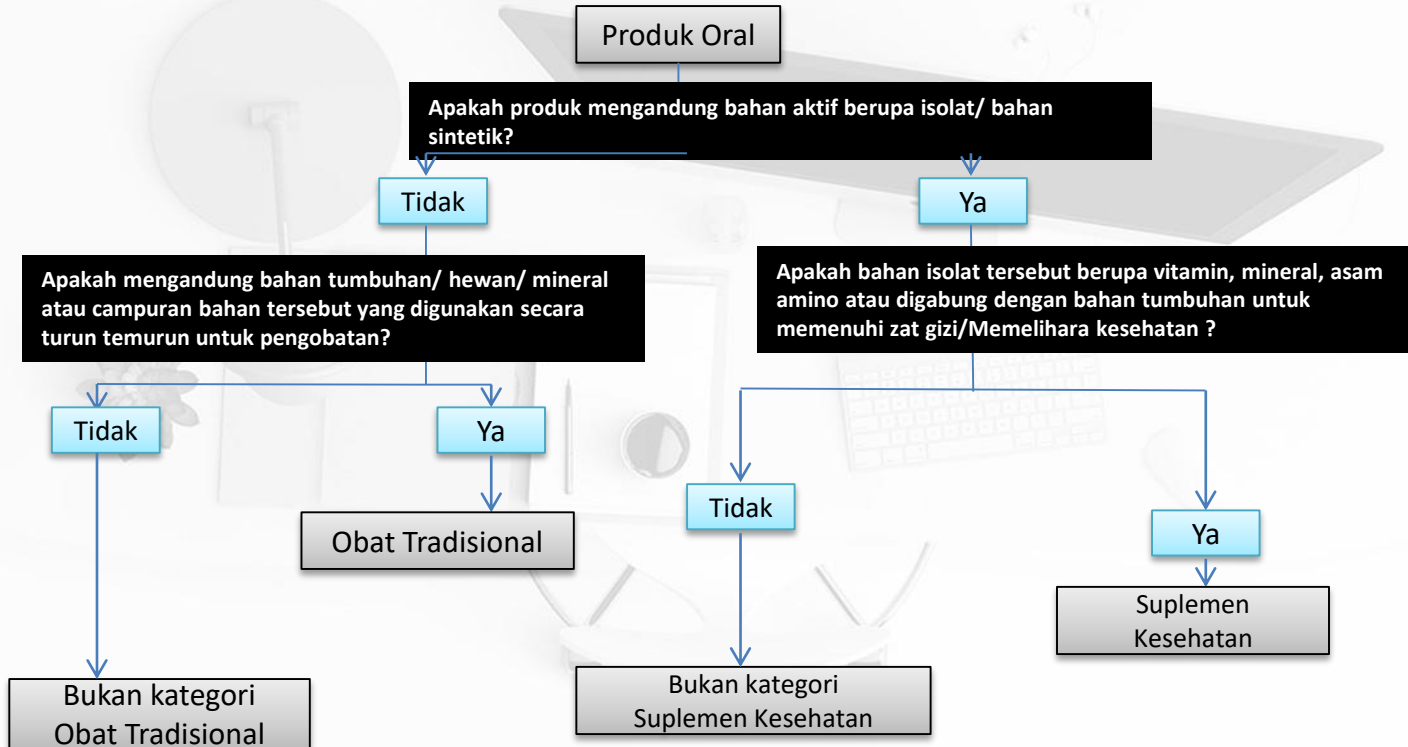 Produk Oral
Apakah produk mengandung bahan aktif berupa isolat/ bahan
sintetik?
Tidak
Ya
Apakah mengandung bahan tumbuhan/ hewan/ mineral
atau campuran bahan tersebut yang digunakan secara
turun temurun untuk pengobatan?
Apakah bahan isolat tersebut berupa vitamin, mineral, asam
amino atau digabung dengan bahan tumbuhan untuk
memenuhi zat gizi/Memelihara kesehatan ?
Tidak
Ya
Tidak
Ya
Obat Tradisional
Suplemen
Kesehatan
Bukan kategori
Obat Tradisional
Bukan kategori
Suplemen Kesehatan